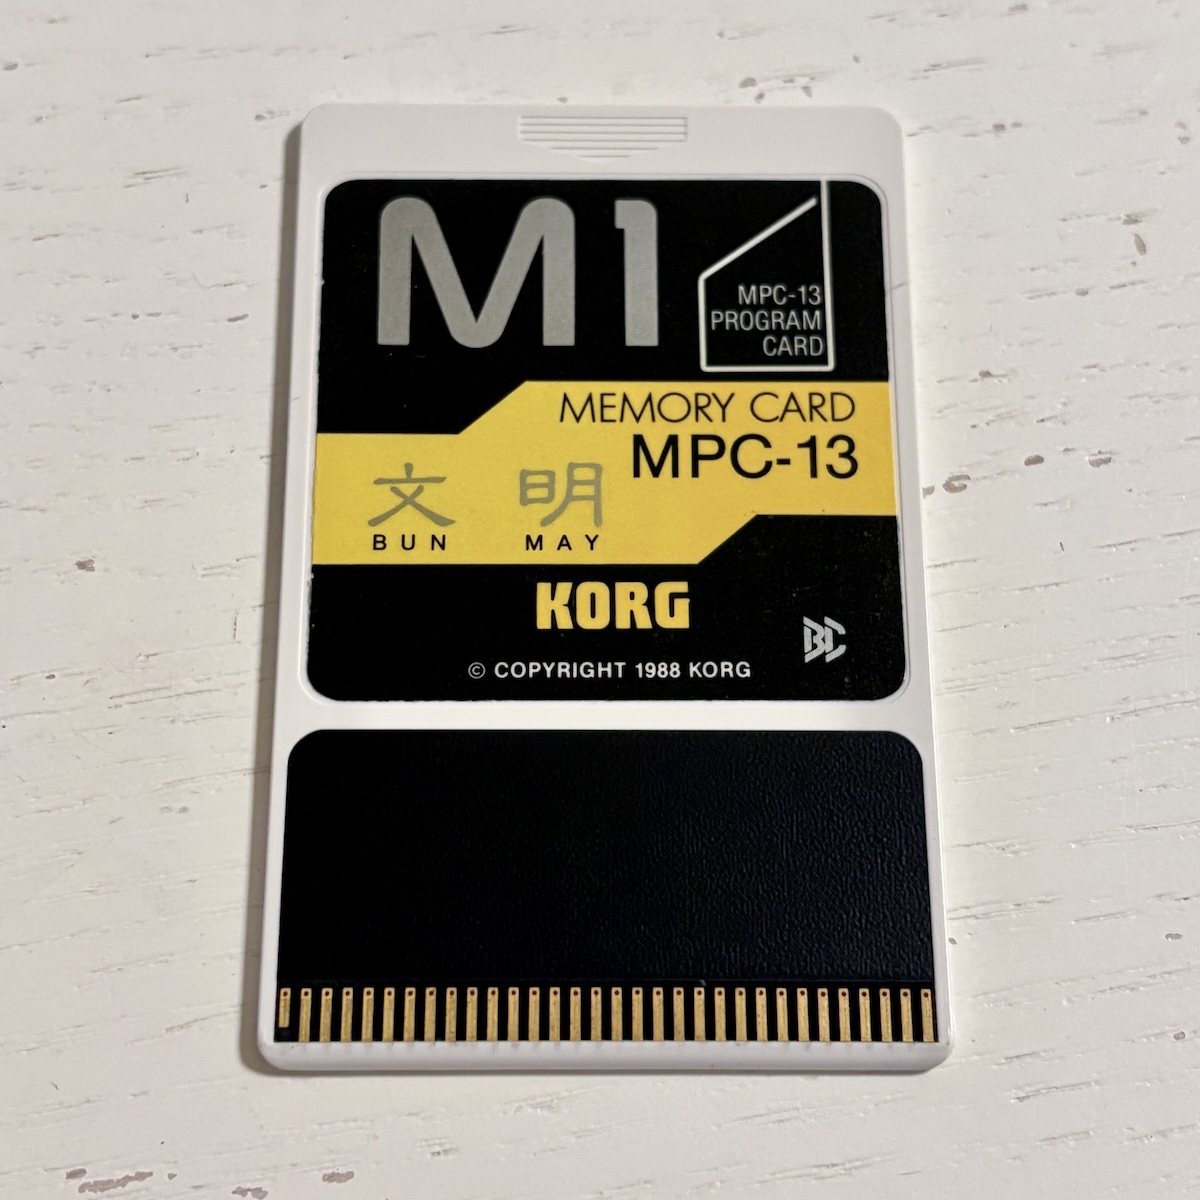 M1
MPC-13
PROGRAM
CARD
MEMORY CARD
MPC-13
文 明
BUN MAY
KORG
BC
© COPYRIGHT 1988 KORG